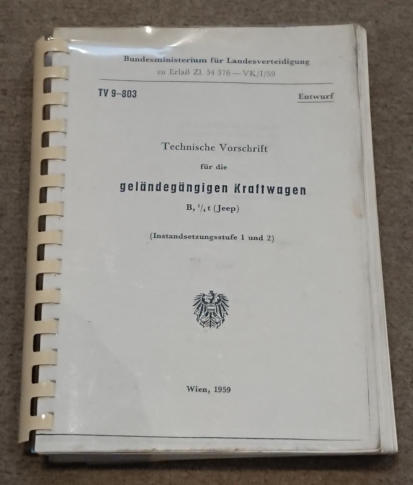 Bundesministerium für Landesverteidigung
zu Erlaß Zl. 34 376 — VK/I/59
TV 9-803
Entwurf
Technische Vorschrift
für die
geländegängigen Kraftwagen
B, ¹/₄ t (Jeep)
(Instandsetzungsstufe 1 und 2)
Wien, 1959